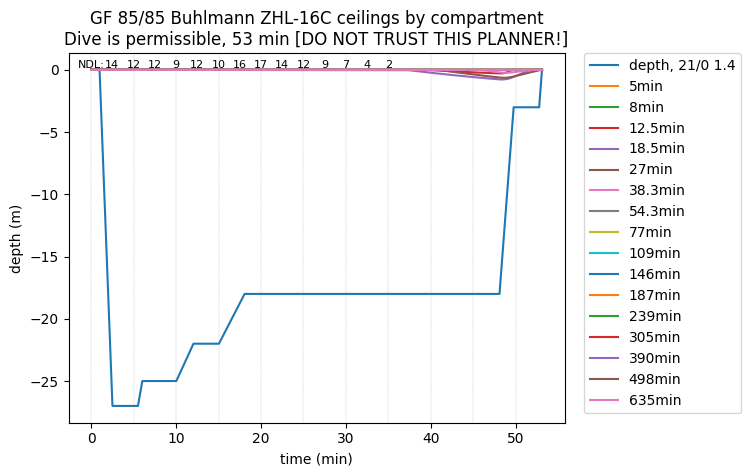 GF 85/85 Buhlmann ZHL-16C ceilings by compartment
Dive is permissible, 53 min [DO NOT TRUST THIS PLANNER!]
NDL: 14 12 12 9 12 10 16 17 14 12 9 7 4 2
0
−5
−10
−15
−20
−25
depth (m)
0 10 20 30 40 50
time (min)
depth, 21/0 1.4
5min
8min
12.5min
18.5min
27min
38.3min
54.3min
77min
109min
146min
187min
239min
305min
390min
498min
635min